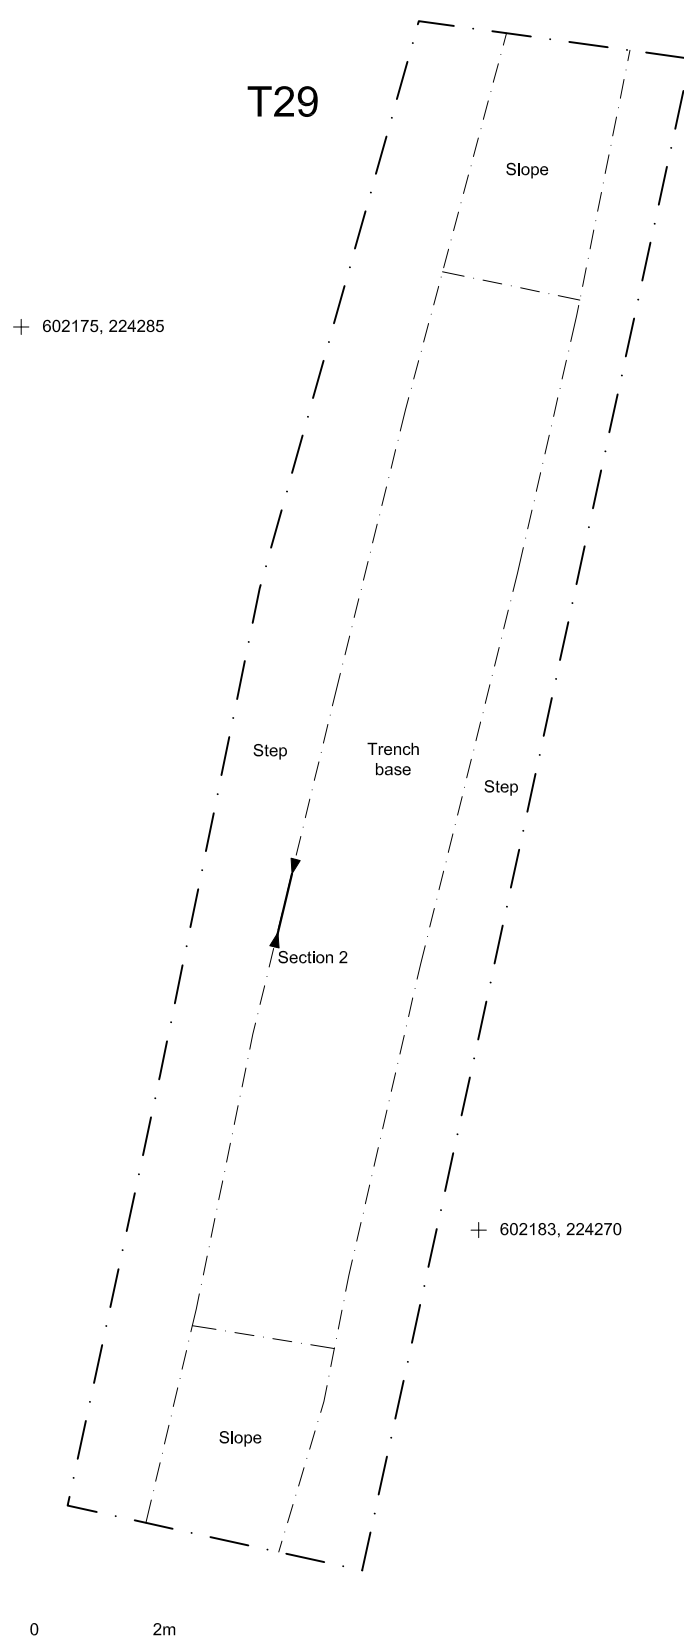 T29
Slope
602175, 224285
Step
Trench
base
Step
Section 2
602183, 224270
Slope
0 2m